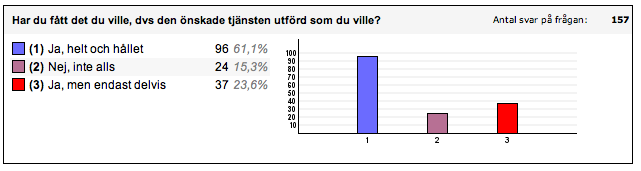 Har du fått det du ville, dvs den önskade tjänsten utförd som du ville? Antal svar på frågan: 157
(1) Ja, helt och hållet 96 61,1%
(2) Nej, inte alls 24 15,3%
(3) Ja, men endast delvis 37 23,6%
100
90
80
70
60
50
40
30
20
10
1 2 3